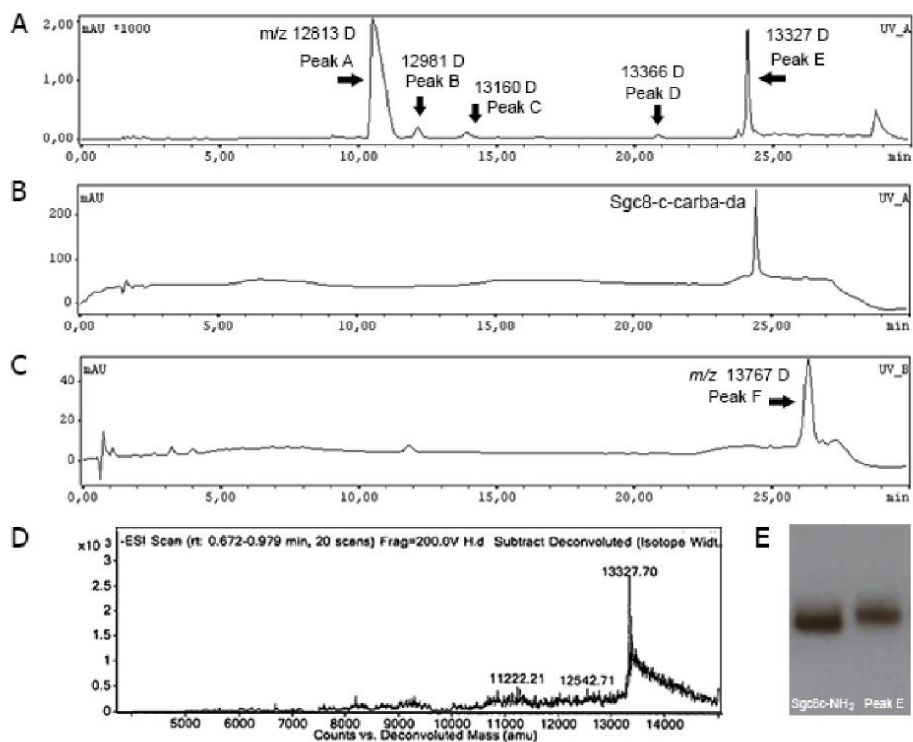 A
mAU *1000
UV_A
2,00
1,00
0,00
m/z 12813 D
Peak A
12981 D
Peak B
13160 D
Peak C
13366 D
Peak D
13327 D
Peak E
0,00 5,00 10,00 15,00 20,00 25,00 min
B
mAU
UV_A
200
100
0
Sgc8-c-carba-da
0,00 5,00 10,00 15,00 20,00 25,00 min
C
mAU
UV_B
40
20
0
m/z 13767 D
Peak F
0,00 5,00 10,00 15,00 20,00 25,00 min
D
x10 3
-ESI Scan (rt: 0.672-0.979 min, 20 scans) Frag=200.0V H.d Subtract Deconvoluted (Isotope Widt.
3
2.5
2
1.5
1
0.5
0
13327.70
11222.21
12542.71
5000 6000 7000 8000 9000 10000 11000 12000 13000 14000
Counts vs. Deconvoluted Mass (amu)
E
Sgc8c-NH2 Peak E